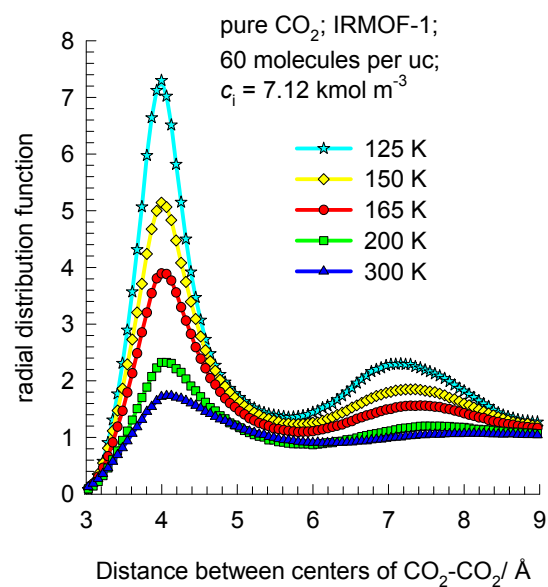 pure CO₂; IRMOF-1;
60 molecules per uc;
cᵢ = 7.12 kmol m⁻³
125 K
150 K
165 K
200 K
300 K
radial distribution function
8
7
6
5
4
3
2
1
0
3 4 5 6 7 8 9
Distance between centers of CO₂-CO₂/ Å